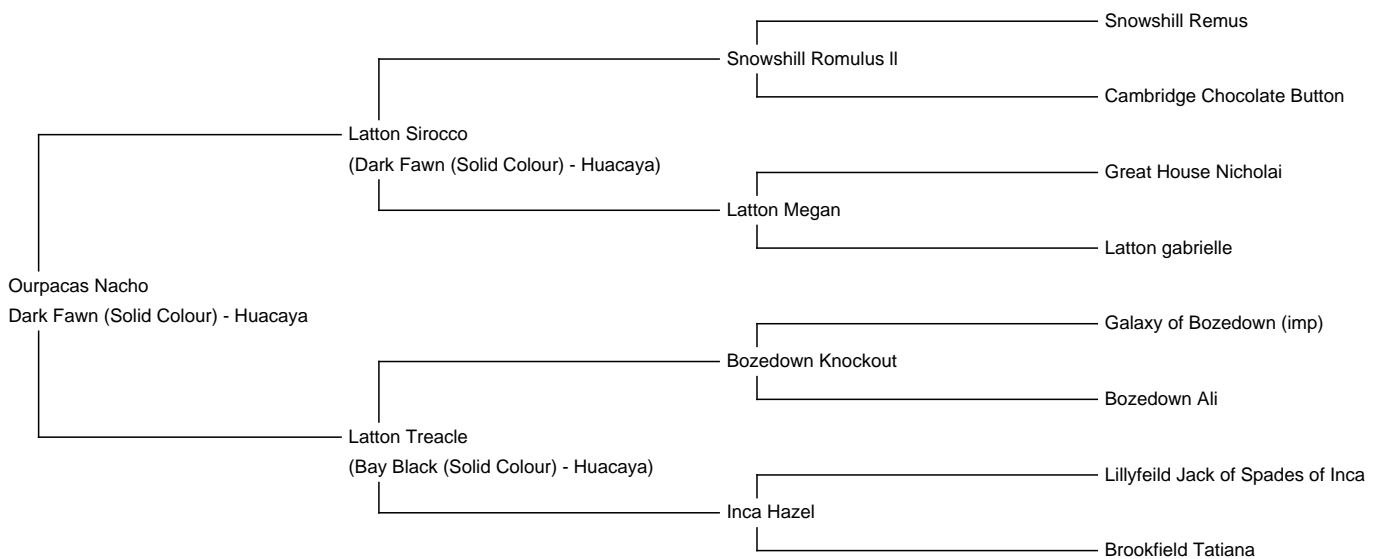 Snowshill Remus
Snowshill Romulus ll
Cambridge Chocolate Button
Latton Sirocco
(Dark Fawn (Solid Colour) - Huacaya)
Great House Nicholai
Latton Megan
Latton gabrielle
Ourpacas Nacho
Dark Fawn (Solid Colour) - Huacaya
Galaxy of Bozedown (imp)
Bozedown Knockout
Bozedown Ali
Latton Treacle
(Bay Black (Solid Colour) - Huacaya)
Lillyfeild Jack of Spades of Inca
Inca Hazel
Brookfield Tatiana